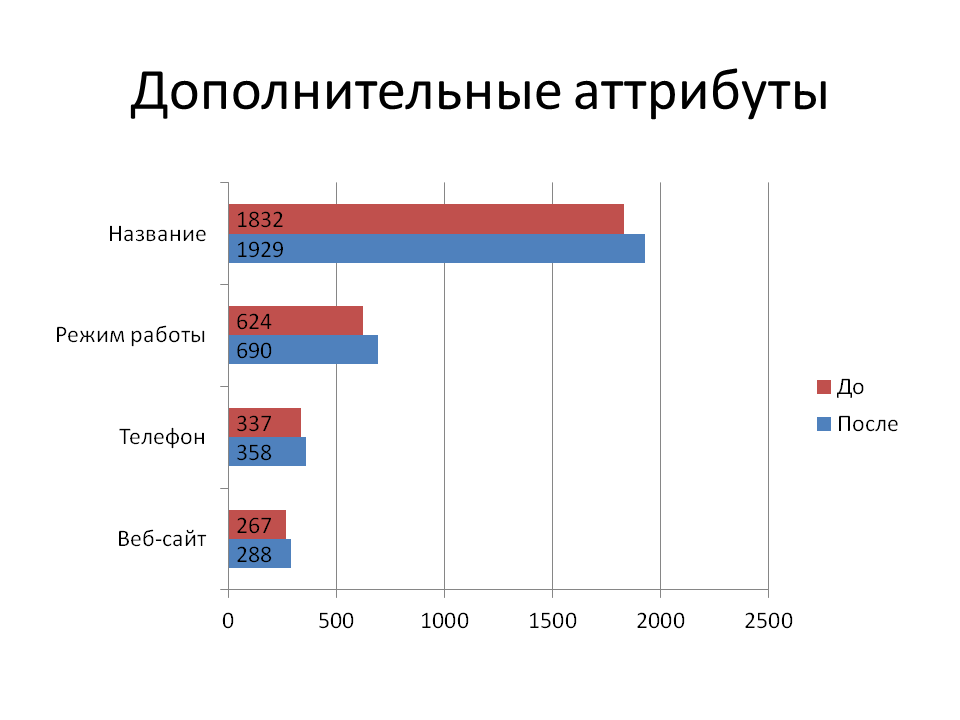 Дополнительные аттрибуты
Название
1832
1929
Режим работы
624
690
Телефон
337
358
Веб-сайт
267
288
До
После
0 500 1000 1500 2000 2500